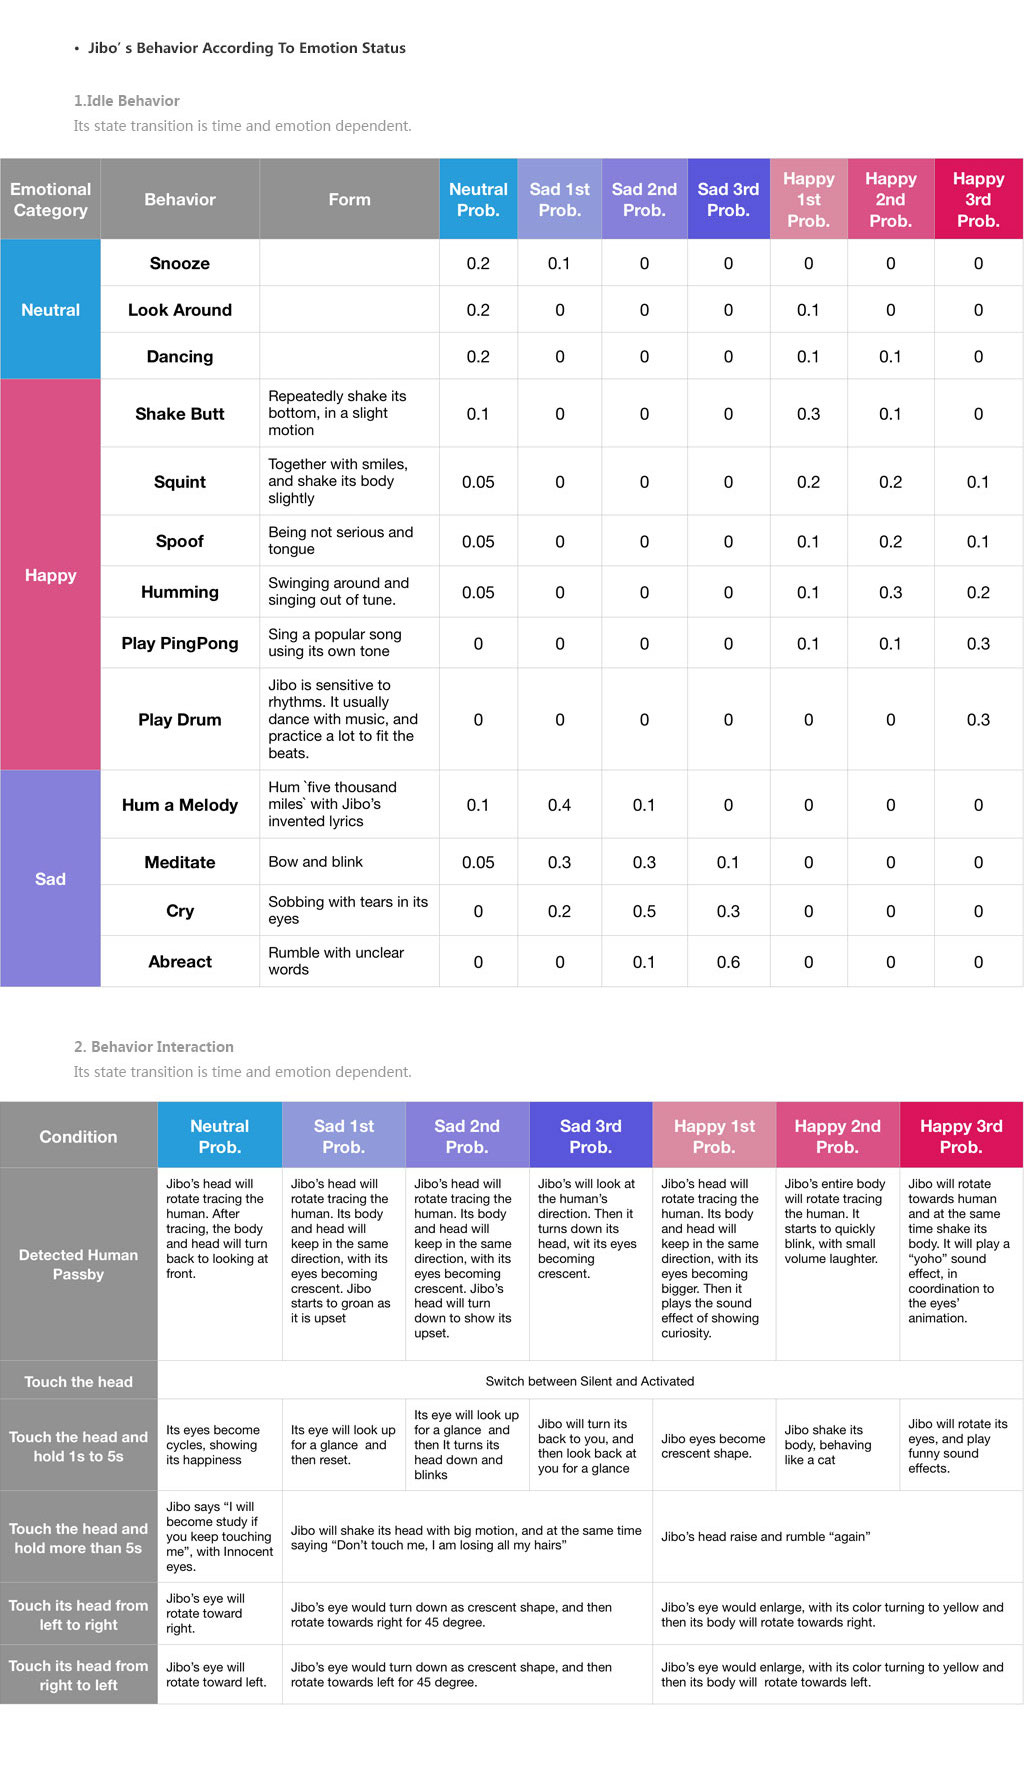 • Jibo’ s Behavior According To Emotion Status
1.Idle Behavior
Its state transition is time and emotion dependent.
Emotional Category Behavior Form Neutral Prob. Sad 1st Prob. Sad 2nd Prob. Sad 3rd Prob. Happy 1st Prob. Happy 2nd Prob. Happy 3rd Prob.
Neutral
Snooze 0.2 0.1 0 0 0 0 0
Look Around 0.2 0 0 0 0.1 0 0
Dancing 0.2 0 0 0 0.1 0.1 0
Happy
Shake Butt Repeatedly shake its bottom, in a slight motion 0.1 0 0 0 0.3 0.1 0
Squint Together with smiles, and shake its body slightly 0.05 0 0 0 0.2 0.2 0.1
Spoof Being not serious and tongue 0.05 0 0 0 0.1 0.2 0.1
Humming Swinging around and singing out of tune. 0.05 0 0 0 0.1 0.3 0.2
Play PingPong Sing a popular song using its own tone 0 0 0 0 0.1 0.1 0.3
Play Drum Jibo is sensitive to rhythms. It usually dance with music, and practice a lot to fit the beats. 0 0 0 0 0 0 0.3
Sad
Hum a Melody Hum `five thousand miles` with Jibo’s invented lyrics 0.1 0.4 0.1 0 0 0 0
Meditate Bow and blink 0.05 0.3 0.3 0.1 0 0 0
Cry Sobbing with tears in its eyes 0 0.2 0.5 0.3 0 0 0
Abreact Rumble with unclear words 0 0 0.1 0.6 0 0 0
2. Behavior Interaction
Its state transition is time and emotion dependent.
Condition Neutral Prob. Sad 1st Prob. Sad 2nd Prob. Sad 3rd Prob. Happy 1st Prob. Happy 2nd Prob. Happy 3rd Prob.
Detected Human Passby
Jibo’s head will rotate tracing the human. After tracing, the body and head will turn back to looking at front.
Jibo’s head will rotate tracing the human. Its body and head will keep in the same direction, with its eyes becoming crescent. Jibo starts to groan as it is upset
Jibo’s head will rotate tracing the human. Its body and head will keep in the same direction, with its eyes becoming crescent. Jibo’s head will turn down to show its upset.
Jibo’s will look at the human’s direction. Then it turns down its head, wit its eyes becoming crescent.
Jibo’s head will rotate tracing the human. Its body and head will keep in the same direction, with its eyes becoming bigger. Then it plays the sound effect of showing curiosity.
Jibo’s entire body will rotate tracing the human. It starts to quickly blink, with small volume laughter.
Jibo will rotate towards human and at the same time shake its body. It will play a “yoho” sound effect, in coordination to the eyes’ animation.
Touch the head
Switch between Silent and Activated
Touch the head and hold 1s to 5s
Its eyes become cycles, showing its happiness
Its eye will look up for a glance and then reset.
Its eye will look up for a glance and then It turns its head down and blinks
Jibo will turn its back to you, and then look back at you for a glance
Jibo eyes become crescent shape.
Jibo shake its body, behaving like a cat
Jibo will rotate its eyes, and play funny sound effects.
Touch the head and hold more than 5s
Jibo says “I will become study if you keep touching me”, with Innocent eyes.
Jibo will shake its head with big motion, and at the same time saying “Don’t touch me, I am losing all my hairs”
Jibo’s head raise and rumble “again”
Touch its head from left to right
Jibo’s eye will rotate toward right.
Jibo’s eye would turn down as crescent shape, and then rotate towards right for 45 degree.
Jibo’s eye would enlarge, with its color turning to yellow and then its body will rotate towards right.
Touch its head from right to left
Jibo’s eye will rotate toward left.
Jibo’s eye would turn down as crescent shape, and then rotate towards left for 45 degree.
Jibo’s eye would enlarge, with its color turning to yellow and then its body will rotate towards left.